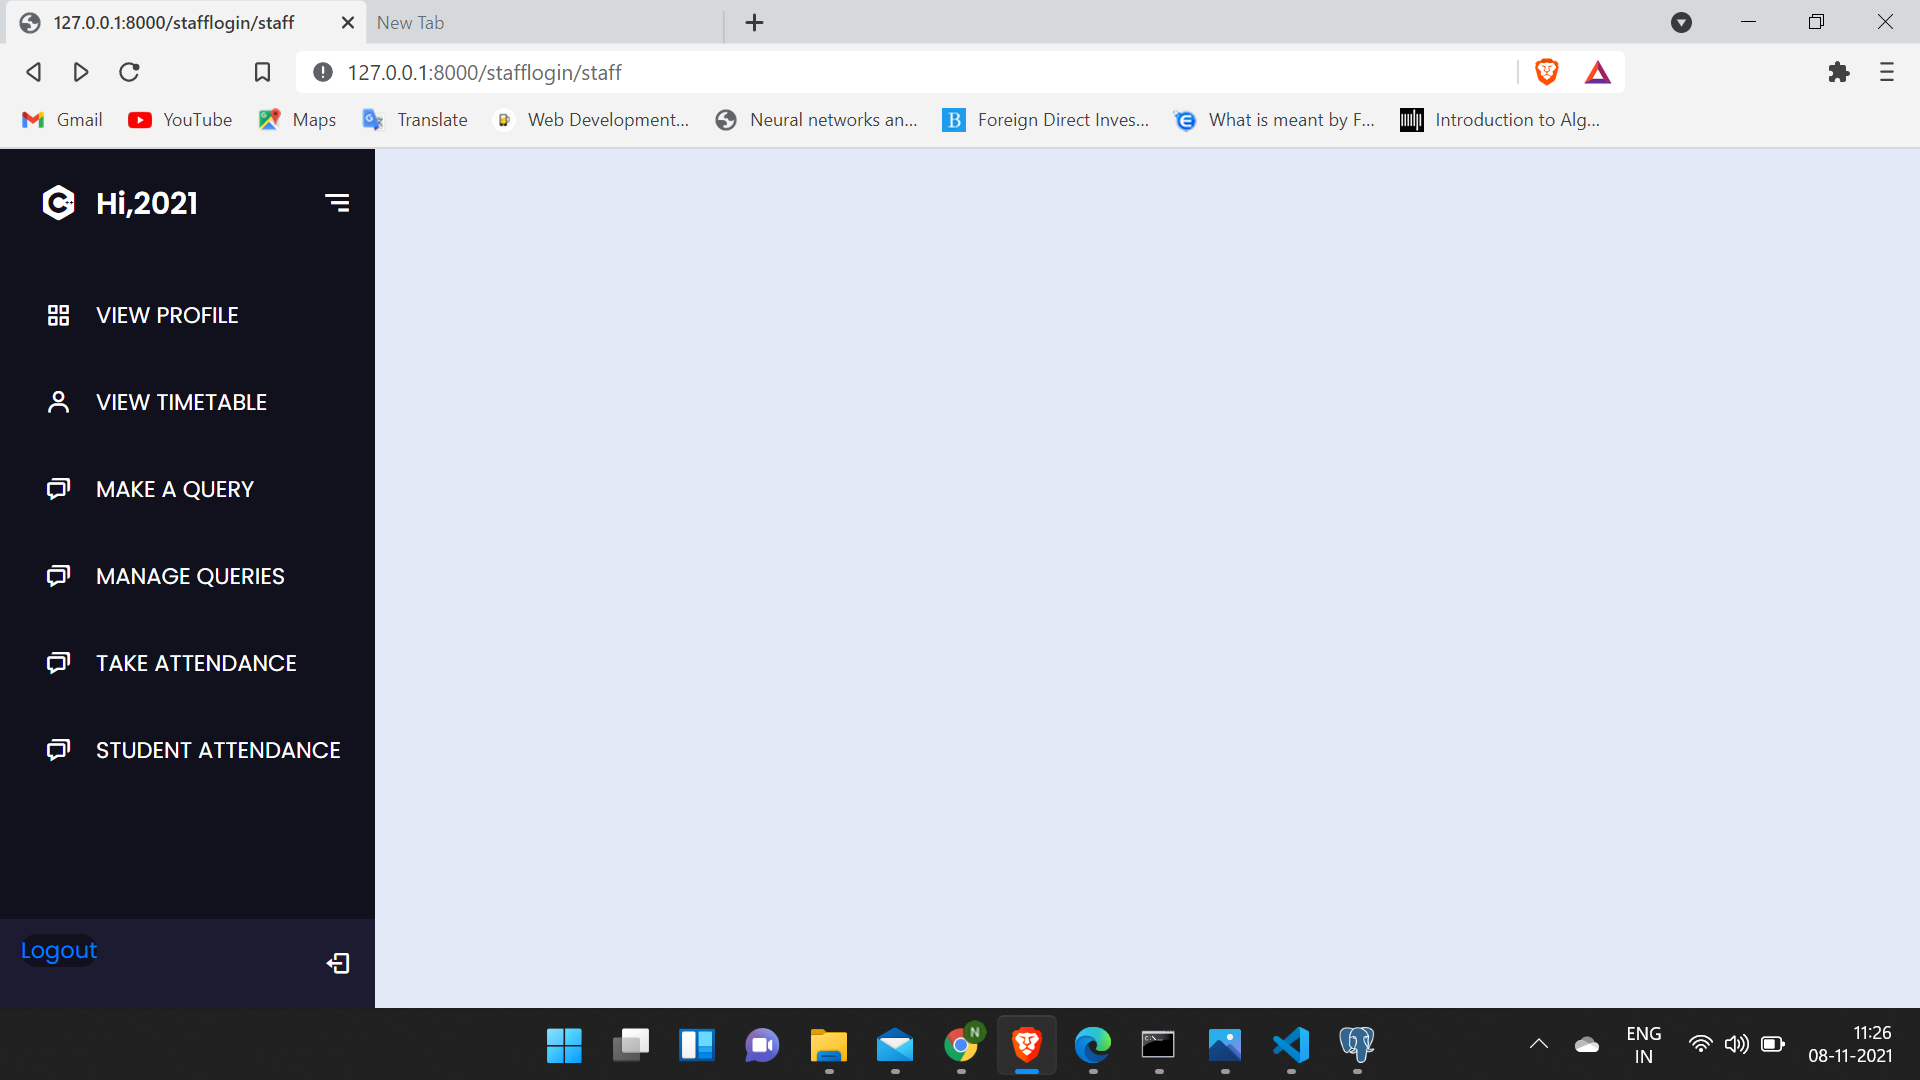 127.0.0.1:8000/stafflogin/staff
New Tab
127.0.0.1:8000/stafflogin/staff
Gmail
YouTube
Maps
Translate
Web Development...
Neural networks an...
Foreign Direct Inves...
What is meant by F...
Introduction to Alg...
Hi,2021
VIEW PROFILE
VIEW TIMETABLE
MAKE A QUERY
MANAGE QUERIES
TAKE ATTENDANCE
STUDENT ATTENDANCE
Logout
N
ENG
IN
11:26
08-11-2021